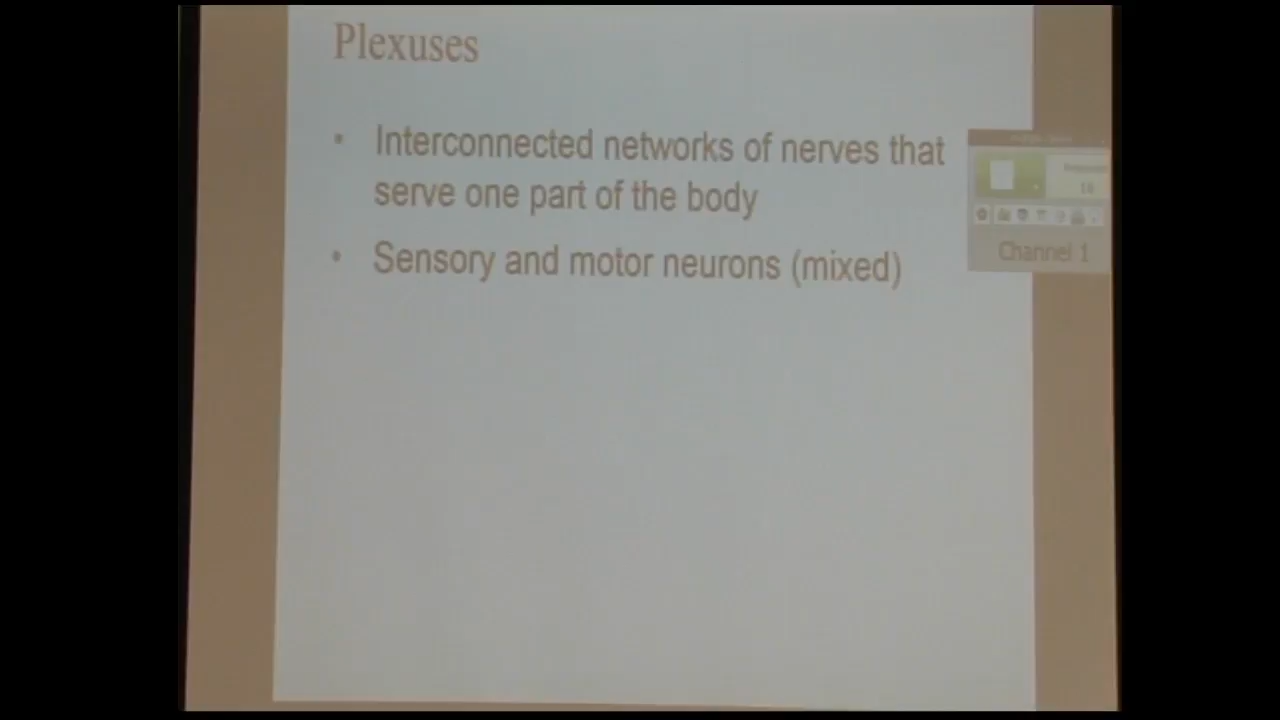 Plexuses
• Interconnected networks of nerves that
serve one part of the body
• Sensory and motor neurons (mixed)
16
Channel 1